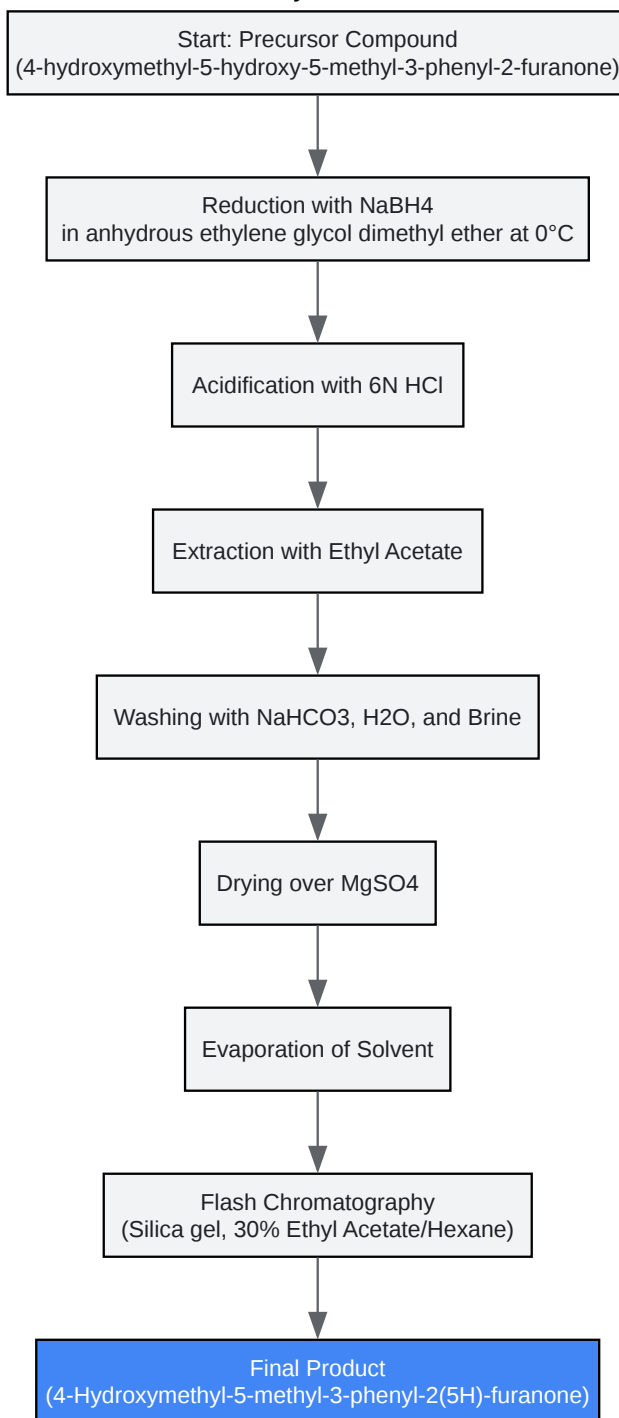 Start: Precursor Compound
(4-hydroxymethyl-5-hydroxy-5-methyl-3-phenyl-2-furanone)
Reduction with NaBH4
in anhydrous ethylene glycol dimethyl ether at 0°C
Acidification with 6N HCl
Extraction with Ethyl Acetate
Washing with NaHCO3, H2O, and Brine
Drying over MgSO4
Evaporation of Solvent
Flash Chromatography
(Silica gel, 30% Ethyl Acetate/Hexane)
Final Product
(4-Hydroxymethyl-5-methyl-3-phenyl-2(5H)-furanone)